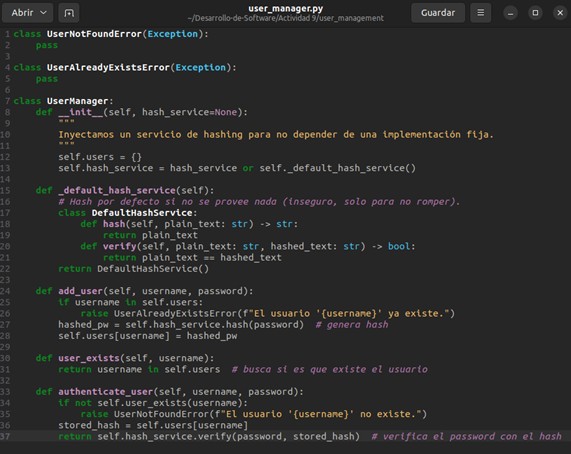 Abrir
user_manager.py
~/Desarrollo-de-Software/Actividad 9/user_management
Guardar
1 class UserNotFoundError(Exception):
2     pass
3
4 class UserAlreadyExistsError(Exception):
5     pass
6
7 class UserManager:
8     def __init__(self, hash_service=None):
9         """
10         Inyectamos un servicio de hashing para no depender de una implementación fija.
11         """
12         self.users = {}
13         self.hash_service = hash_service or self._default_hash_service()
14
15     def _default_hash_service(self):
16         # Hash por defecto si no se provee nada (inseguro, solo para no romper).
17         class DefaultHashService:
18             def hash(self, plain_text: str) -> str:
19                 return plain_text
20             def verify(self, plain_text: str, hashed_text: str) -> bool:
21                 return plain_text == hashed_text
22         return DefaultHashService()
23
24     def add_user(self, username, password):
25         if username in self.users:
26             raise UserAlreadyExistsError(f"El usuario '{username}' ya existe.")
27         hashed_pw = self.hash_service.hash(password)  # genera hash
28         self.users[username] = hashed_pw
29
30     def user_exists(self, username):
31         return username in self.users  # busca si es que existe el usuario
32
33     def authenticate_user(self, username, password):
34         if not self.user_exists(username):
35             raise UserNotFoundError(f"El usuario '{username}' no existe.")
36         stored_hash = self.users[username]
37         return self.hash_service.verify(password, stored_hash)  # verifica el password con el hash